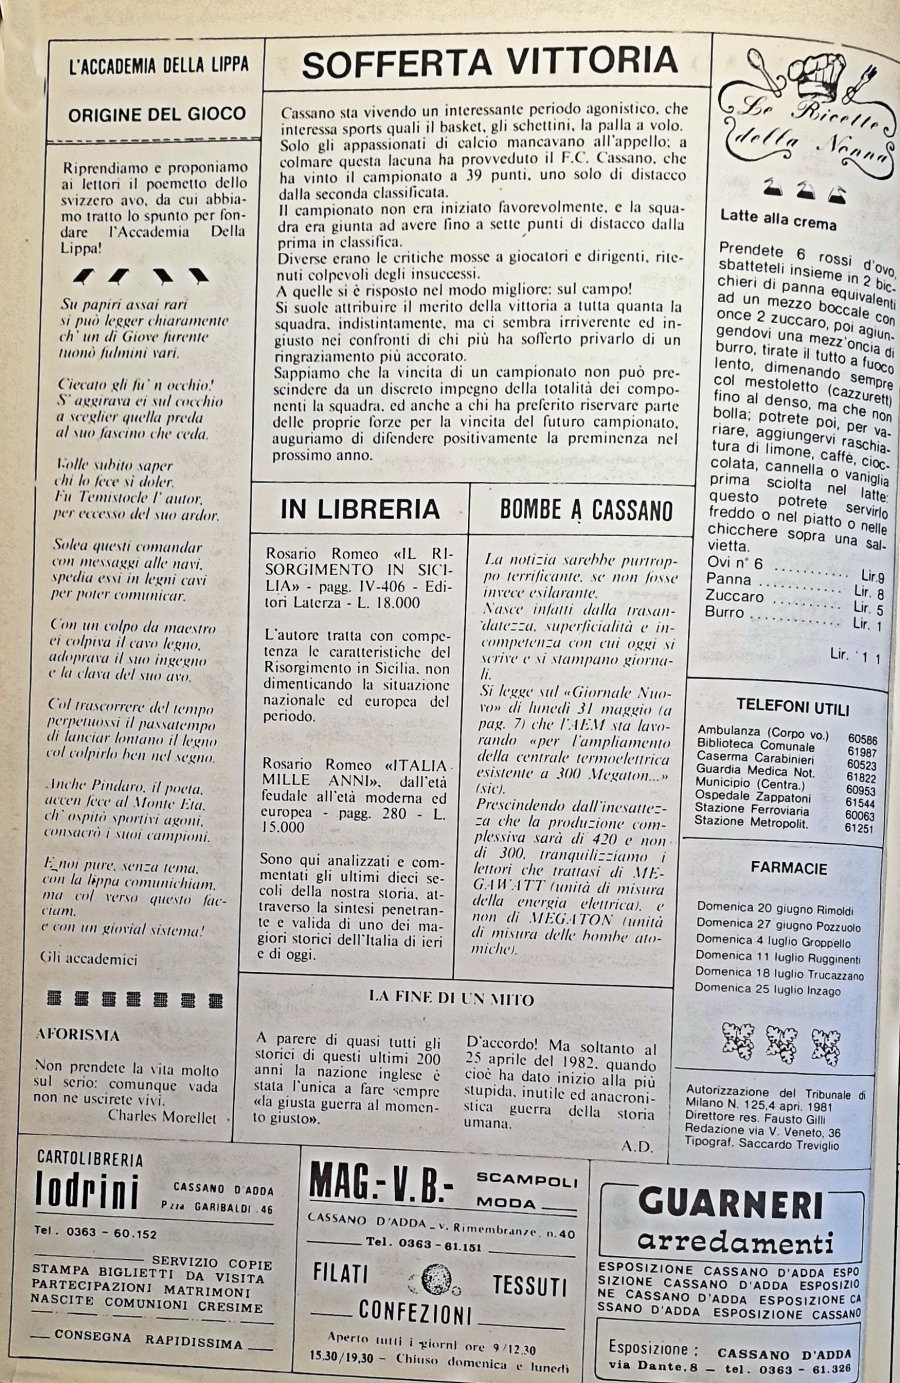 L'ACCADEMIA DELLA LIPPA
ORIGINE DEL GIOCO
Riprendiamo e proponiamo
ai lettori il poemetto dello
svizzero avo, da cui abbia-
mo tratto lo spunto per fon-
dare l'Accademia Della
Lippa!
Su papiri assai rari
si può legger chiaramente
ch' un dì Giove furente
tuonò fulmini vari.
Ciecato gli fu' n occhio!
S' aggirava ei sul cocchio
a sceglier quella preda
al suo fascino che ceda.
Volle subito saper
chi lo fece sì doler.
Fu Temistocle l' autor,
per eccesso del suo ardor.
Solea questi comandar
con messaggi alle navi,
spedia essi in legni cavi
per poter comunicar.
Con un colpo da maestro
ei colpiva il cavo legno,
adoprava il suo ingegno
e la clava del suo avo.
Col trascorrere del tempo
perpetuossi il passatempo
di lanciar lontano il legno
col colpirlo ben nel segno.
Anche Pindaro, il poeta,
accen fece al Monte Eta,
ch' ospitò sportivi agoni,
consacrò i suoi campioni.
E noi pure, senza tema,
con la lippa comunichiam,
ma col verso questo fac-
ciam,
e con un giovial sistema!
Gli accademici
AFORISMA
Non prendete la vita molto
sul serio: comunque vada
non ne uscirete vivi.
Charles Morellet
SOFFERTA VITTORIA
Cassano sta vivendo un interessante periodo agonistico, che
interessa sports quali il basket, gli schettini, la palla a volo.
Solo gli appassionati di calcio mancavano all'appello; a
colmare questa lacuna ha provveduto il F.C. Cassano, che
ha vinto il campionato a 39 punti, uno solo di distacco
dalla seconda classificata.
Il campionato non era iniziato favorevolmente, e la squa-
dra era giunta ad avere fino a sette punti di distacco dalla
prima in classifica.
Diverse erano le critiche mosse a giocatori e dirigenti, rite-
nuti colpevoli degli insuccessi.
A quelle si è risposto nel modo migliore: sul campo!
Si suole attribuire il merito della vittoria a tutta quanta la
squadra, indistintamente, ma ci sembra irriverente ed in-
giusto nei confronti di chi più ha sofferto privarlo di un
ringraziamento più accorato.
Sappiamo che la vincita di un campionato non può pre-
scindere da un discreto impegno della totalità dei compo-
nenti la squadra, ed anche a chi ha preferito riservare parte
delle proprie forze per la vincita del futuro campionato,
auguriamo di difendere positivamente la preminenza nel
prossimo anno.
IN LIBRERIA
Rosario Romeo «IL RI-
SORGIMENTO IN SICI-
LIA» - pagg. IV-406 - Edi-
tori Laterza - L. 18.000
L'autore tratta con compe-
tenza le caratteristiche del
Risorgimento in Sicilia, non
dimenticando la situazione
nazionale ed europea del
periodo.
Rosario Romeo «ITALIA
MILLE ANNI», dall'età
feudale all'età moderna ed
europea - pagg. 280 - L.
15.000
Sono qui analizzati e com-
mentati gli ultimi dieci se-
coli della nostra storia, at-
traverso la sintesi penetran-
te e valida di uno dei mag-
giori storici dell'Italia di ieri
e di oggi.
BOMBE A CASSANO
La notizia sarebbe purtrop-
po terrificante, se non fosse
invece esilarante.
Nasce infatti dalla trasan-
datezza, superficialità e in-
competenza con cui oggi si
scrive e si stampano giorna-
li.
Si legge sul «Giornale Nuo-
vo» di lunedì 31 maggio (a
pag. 7) che l'AEM sta lavo-
rando «per l'ampliamento
della centrale termoelettrica
esistente a 300 Megaton...»
(sic).
Prescindendo dall'inesattez-
za che la produzione com-
plessiva sarà di 420 e non
di 300, tranquilizziamo i
lettori che trattasi di ME-
GAWATT (unità di misura
della energia elettrica), e
non di MEGATON (unità
di misura delle bombe ato-
miche).
LA FINE DI UN MITO
A parere di quasi tutti gli
storici di questi ultimi 200
anni la nazione inglese è
stata l'unica a fare sempre
«la giusta guerra al momen-
to giusto».
D'accordo! Ma soltanto al
25 aprile del 1982, quando
cioè ha dato inizio alla più
stupida, inutile ed anacroni-
stica guerra della storia
umana.
A.D.
Le Ricette
della Nonna
Latte alla crema
Prendete 6 rossi d'ovo,
sbatteteli insieme in 2 bic-
chieri di panna equivalenti
ad un mezzo boccale con
once 2 zuccaro, poi agiun-
gendovi una mezz'oncia di
burro, tirate il tutto a fuoco
lento, dimenando sempre
col mestoletto (cazzurett)
fino al denso, ma che non
bolla; potrete poi, per va-
riare, aggiungervi raschia-
tura di limone, caffè, cioc-
colata, cannella o vaniglia
prima sciolta nel latte:
questo potrete servirlo
freddo o nel piatto o nelle
chicchere sopra una sal-
vietta.
Ovi n° 6 .......... Lir.9
Panna .......... Lir. 8
Zuccaro .......... Lir. 5
Burro .......... Lir. 1
Lir. 1 1
TELEFONI UTILI
Ambulanza (Corpo vo.) 60586
Biblioteca Comunale 61987
Caserma Carabinieri 60523
Guardia Medica Not. 61822
Municipio (Centra.) 60953
Ospedale Zappatoni 61544
Stazione Ferroviaria 60063
Stazione Metropolit. 61251
FARMACIE
Domenica 20 giugno Rimoldi
Domenica 27 giugno Pozzuolo
Domenica 4 luglio Groppello
Domenica 11 luglio Rugginenti
Domenica 18 luglio Trucazzano
Domenica 25 luglio Inzago
Autorizzazione del Tribunale di
Milano N. 125,4 apri. 1981
Direttore res. Fausto Gilli
Redazione via V. Veneto, 36
Tipograf. Saccardo Treviglio
CARTOLIBRERIA
lodrini
CASSANO D'ADDA
P.zza GARIBALDI .46
Tel. 0363 - 60.152
SERVIZIO COPIE
STAMPA BIGLIETTI DA VISITA
PARTECIPAZIONI MATRIMONI
NASCITE COMUNIONI CRESIME
CONSEGNA RAPIDISSIMA
MAG.-V.B.-
SCAMPOLI
MODA
CASSANO D'ADDA - v. Rimembranze, n.40
Tel. 0363-61.151
FILATI
TESSUTI
CONFEZIONI
Aperto tutti i giorni ore 9/12.30
15.30/19,30 - Chiuso domenica e lunedì
GUARNERI
arredamenti
ESPOSIZIONE CASSANO D'ADDA ESPO
SIZIONE CASSANO D'ADDA ESPOSIZIO
NE CASSANO D'ADDA ESPOSIZIONE CA
SSANO D'ADDA ESPOSIZIONE CASSANO
Esposizione: CASSANO D'ADDA
via Dante,8 - tel. 0363 - 61.326